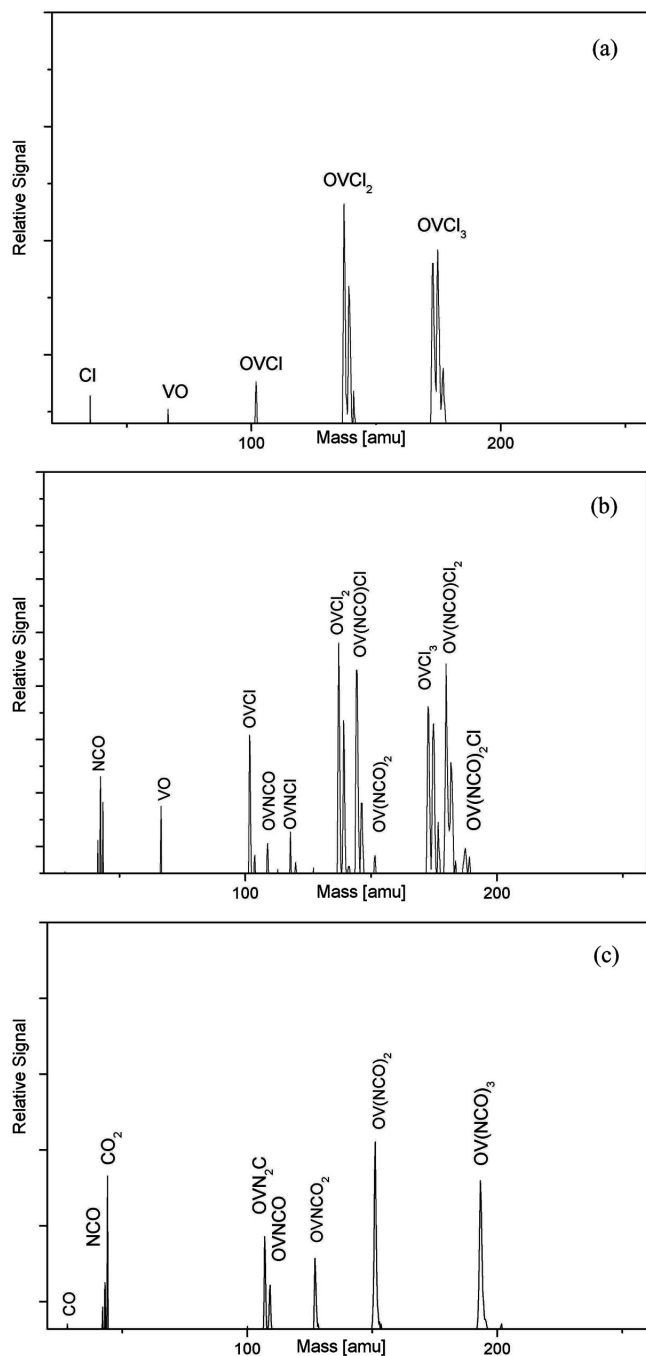 (a)
Relative Signal
OVCl₂
OVCl₃
OVCl
Cl
VO
100
200
Mass [amu]
(b)
Relative Signal
OVCl₂
OV(NCO)Cl
OV(NCO)Cl₂
OVCl₃
OVCl
NCO
VO
OVNCO
OVNCl
OV(NCO)₂
OV(NCO)₂Cl
100
200
Mass [amu]
(c)
Relative Signal
OV(NCO)₂
OV(NCO)₃
CO₂
OVN₂C
NCO
OVNCO
OVNCO₂
CO
100
200
Mass [amu]